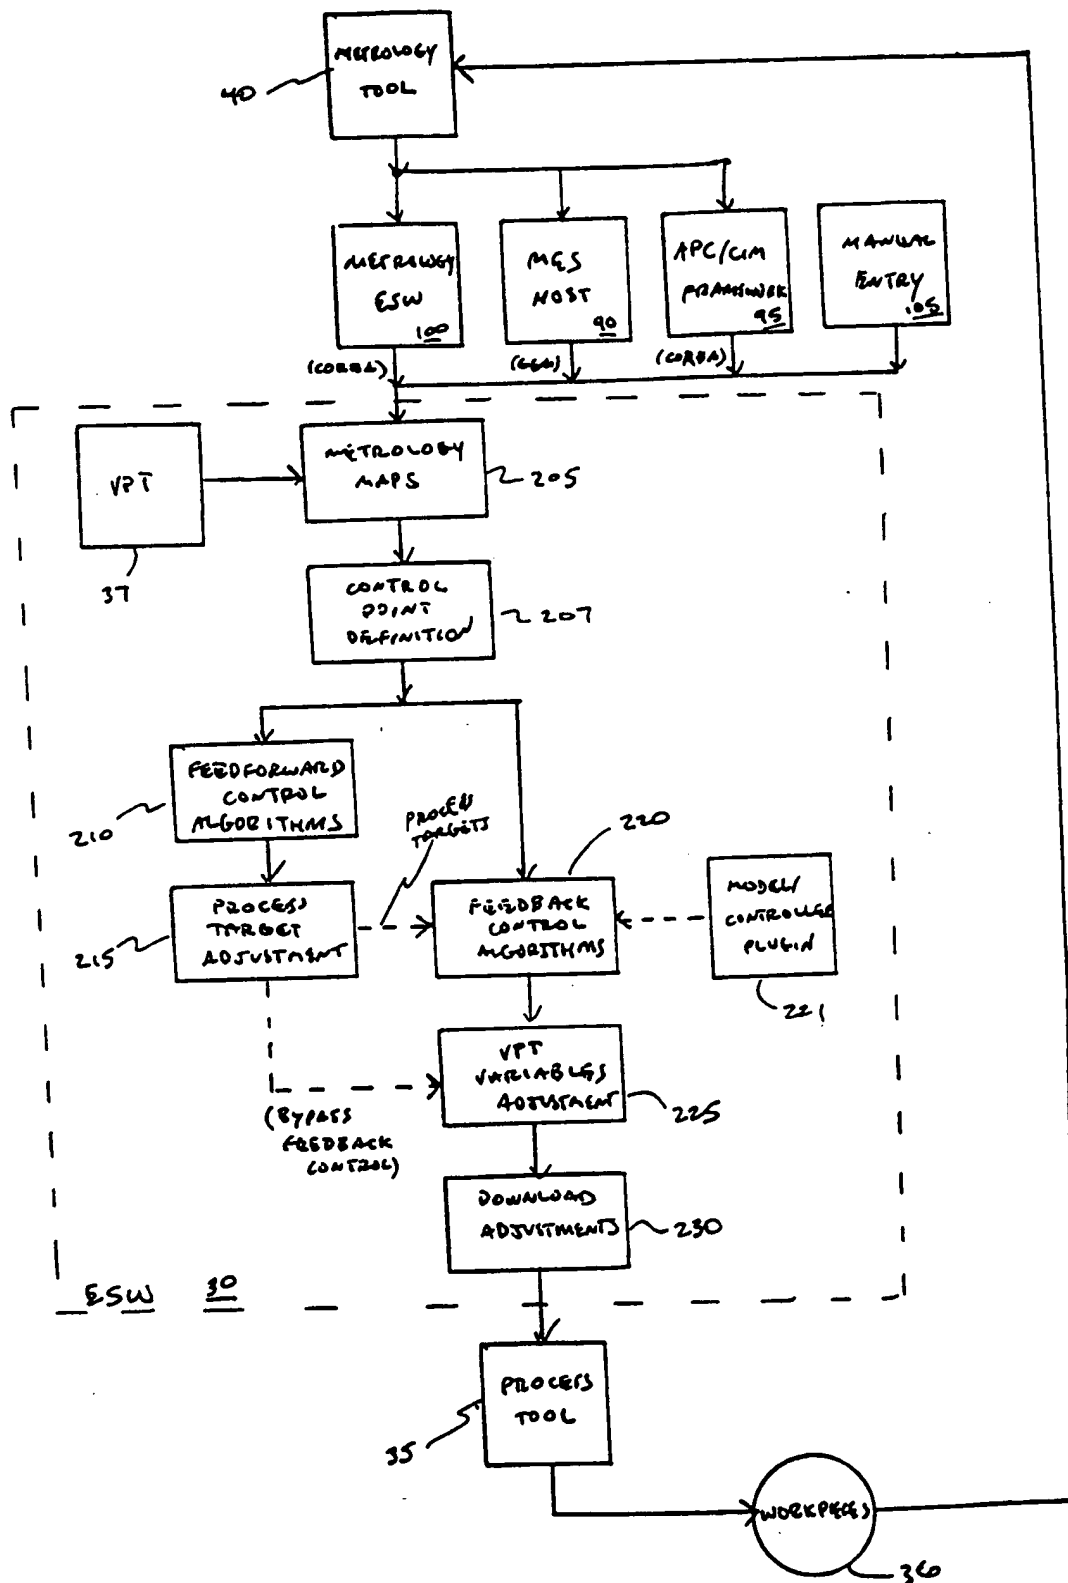 METROLOGY
TOOL
40
METROLOGY
ESW
100
MES
HOST
90
APC/CIM
FRAMEWORK
95
MANUAL
ENTRY
105
(CORBA)
(GEM)
(CORBA)
VPT
37
METROLOGY
MAPS
205
CONTROL
POINT
DEFINITION
207
FEEDFORWARD
CONTROL
ALGORITHMS
210
PROCESS
TARGETS
220
PROCESS
TARGET
ADJUSTMENT
215
FEEDBACK
CONTROL
ALGORITHMS
MODEL/
CONTROLLER
PLUGIN
221
VPT
VARIABLES
ADJUSTMENT
225
(BYPASS
FEEDBACK
CONTROL)
DOWNLOAD
ADJUSTMENTS
230
ESW 30
PROCESS
TOOL
35
WORKPIECES
36